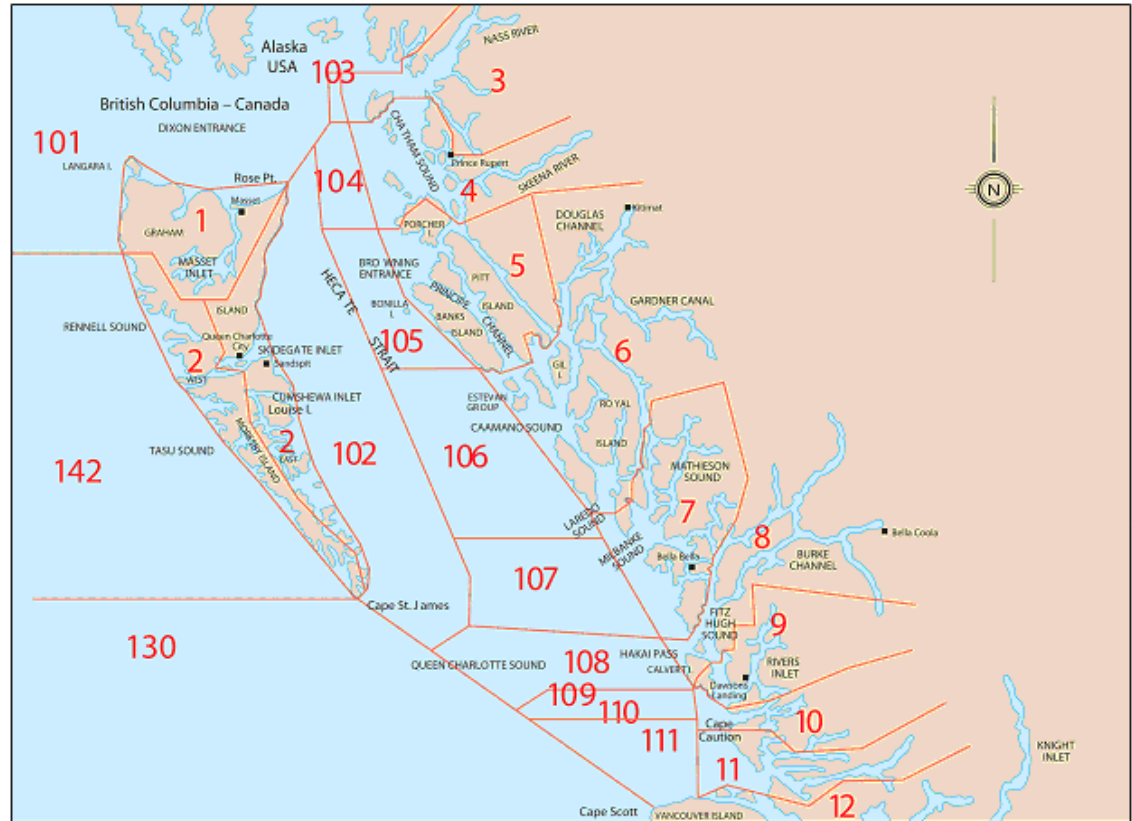 Alaska
USA
NASS RIVER
103
3
British Columbia – Canada
DIXON ENTRANCE
101
LANGARA I.
CHATHAM SOUND
Prince Rupert
SKEENA RIVER
Rose Pt.
104
4
N
Masset
1
GRAHAM
PORCHER
I.
DOUGLAS
CHANNEL
Kitimat
MASSET
INLET
BROWNING
ENTRANCE
5
HECATE
STRAIT
PITT
ISLAND
PRINCIPE
CHANNEL
BONILLA
I.
BANKS
ISLAND
GARDNER CANAL
ISLAND
RENNELL SOUND
Queen Charlotte
City
SKIDEGATE INLET
Sandspit
105
6
2
WEST
GIL
I.
CUMSHEWA INLET
Louise I.
ESTEVAN
GROUP
CAAMANO SOUND
ROYAL
ISLAND
TASU SOUND
MORESBY ISLAND
2
EAST
102
106
142
MATHIESON
SOUND
7
LAREDO
SOUND
MILBANKE
SOUND
8
Bella Coola
Bella Bella
BURKE
CHANNEL
107
Cape St. James
FITZ
HUGH
SOUND
9
130
QUEEN CHARLOTTE SOUND
108
HAKAI PASS
CALVERT I.
RIVERS
INLET
Dawsons
Landing
109
110
10
Cape
Caution
111
11
KNIGHT
INLET
12
Cape Scott
VANCOUVER ISLAND